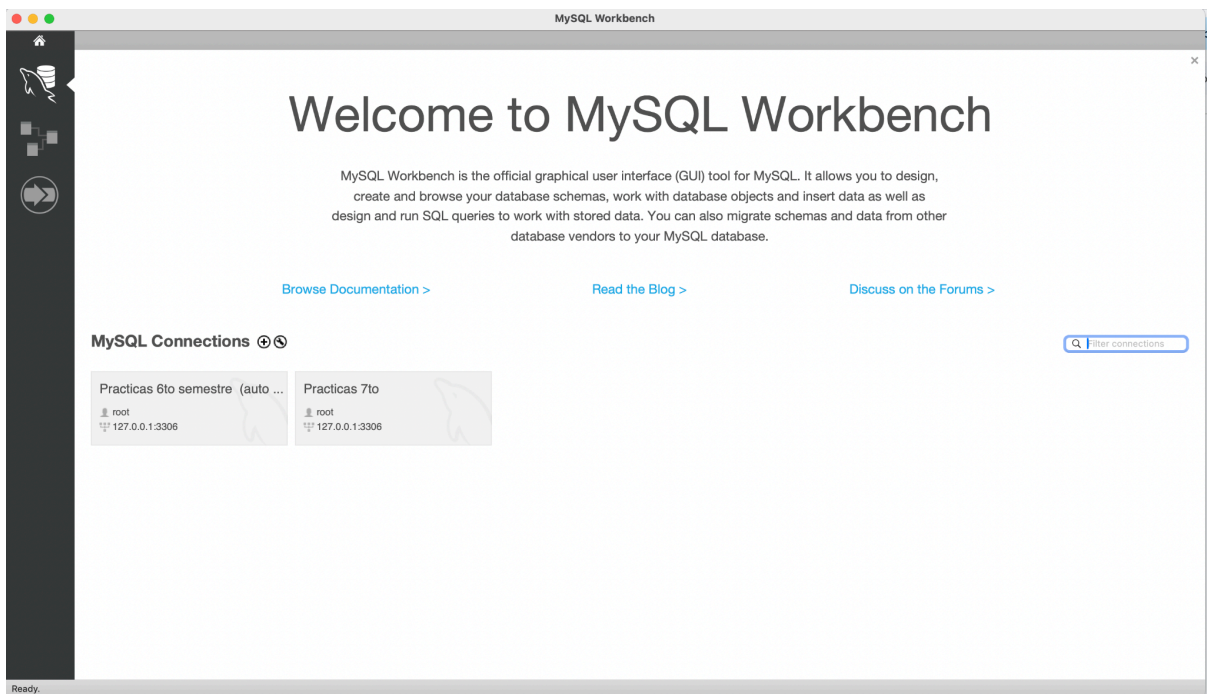 MySQL Workbench
Welcome to MySQL Workbench
MySQL Workbench is the official graphical user interface (GUI) tool for MySQL. It allows you to design,
create and browse your database schemas, work with database objects and insert data as well as
design and run SQL queries to work with stored data. You can also migrate schemas and data from other
database vendors to your MySQL database.
Browse Documentation > Read the Blog > Discuss on the Forums >
MySQL Connections
Filter connections
Practicas 6to semestre (auto ...
root
127.0.0.1:3306
Practicas 7to
root
127.0.0.1:3306
Ready.